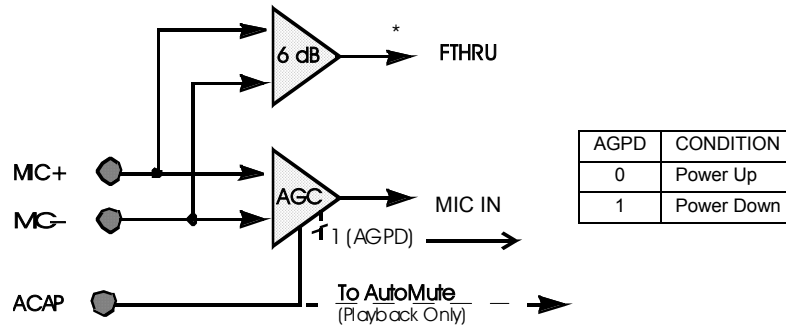 *
6 dB
FTHRU
MIC+
MIC-
AGC
MIC IN
1 (AGPD)
ACAP
To AutoMute
(Playback Only)
AGPD CONDITION
0 Power Up
1 Power Down